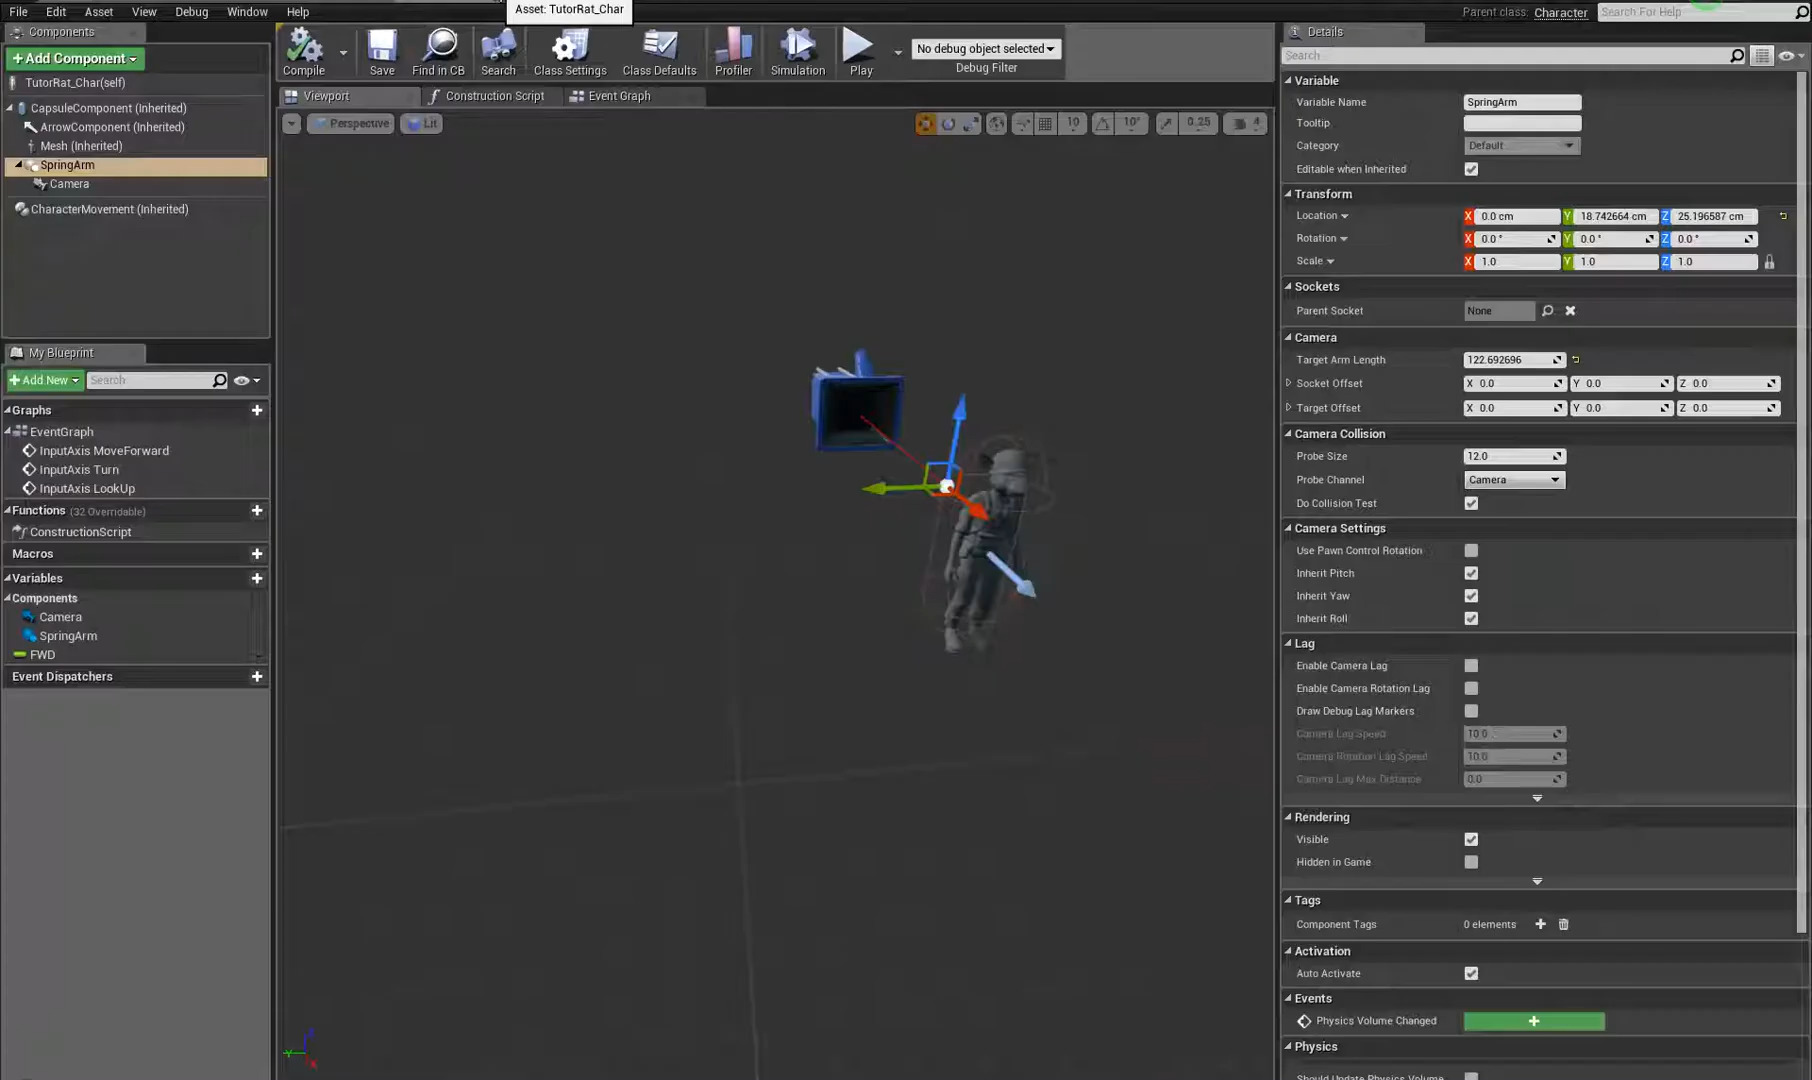 File Edit Asset View Debug Window Help
Asset: TutorRat_Char
Parent class: Character Search For Help
Components
Details
+Add Component
Compile Save Find in CB Search Class Settings Class Defaults Profiler Simulation Play
No debug object selected
Debug Filter
Search
TutorRat_Char(self)
CapsuleComponent (Inherited)
ArrowComponent (Inherited)
Mesh (Inherited)
SpringArm
Camera
CharacterMovement (Inherited)
Viewport Construction Script Event Graph
Perspective Lit
10 10° 0.25 4
My Blueprint
+Add New Search
Graphs
EventGraph
InputAxis MoveForward
InputAxis Turn
InputAxis LookUp
Functions (32 Overridable)
ConstructionScript
Macros
Variables
Components
Camera
SpringArm
FWD
Event Dispatchers
Variable
Variable Name SpringArm
Tooltip
Category Default
Editable when Inherited
Transform
Location X 0.0 cm Y 18.742664 cm Z 25.196587 cm
Rotation X 0.0 ° Y 0.0 ° Z 0.0 °
Scale X 1.0 Y 1.0 Z 1.0
Sockets
Parent Socket None
Camera
Target Arm Length 122.692696
Socket Offset X 0.0 Y 0.0 Z 0.0
Target Offset X 0.0 Y 0.0 Z 0.0
Camera Collision
Probe Size 12.0
Probe Channel Camera
Do Collision Test
Camera Settings
Use Pawn Control Rotation
Inherit Pitch
Inherit Yaw
Inherit Roll
Lag
Enable Camera Lag
Enable Camera Rotation Lag
Draw Debug Lag Markers
Camera Lag Speed 10.0
Camera Rotation Lag Speed 10.0
Camera Lag Max Distance 0.0
Rendering
Visible
Hidden in Game
Tags
Component Tags 0 elements
Activation
Auto Activate
Events
Physics Volume Changed
Physics
Should Update Physics Volume